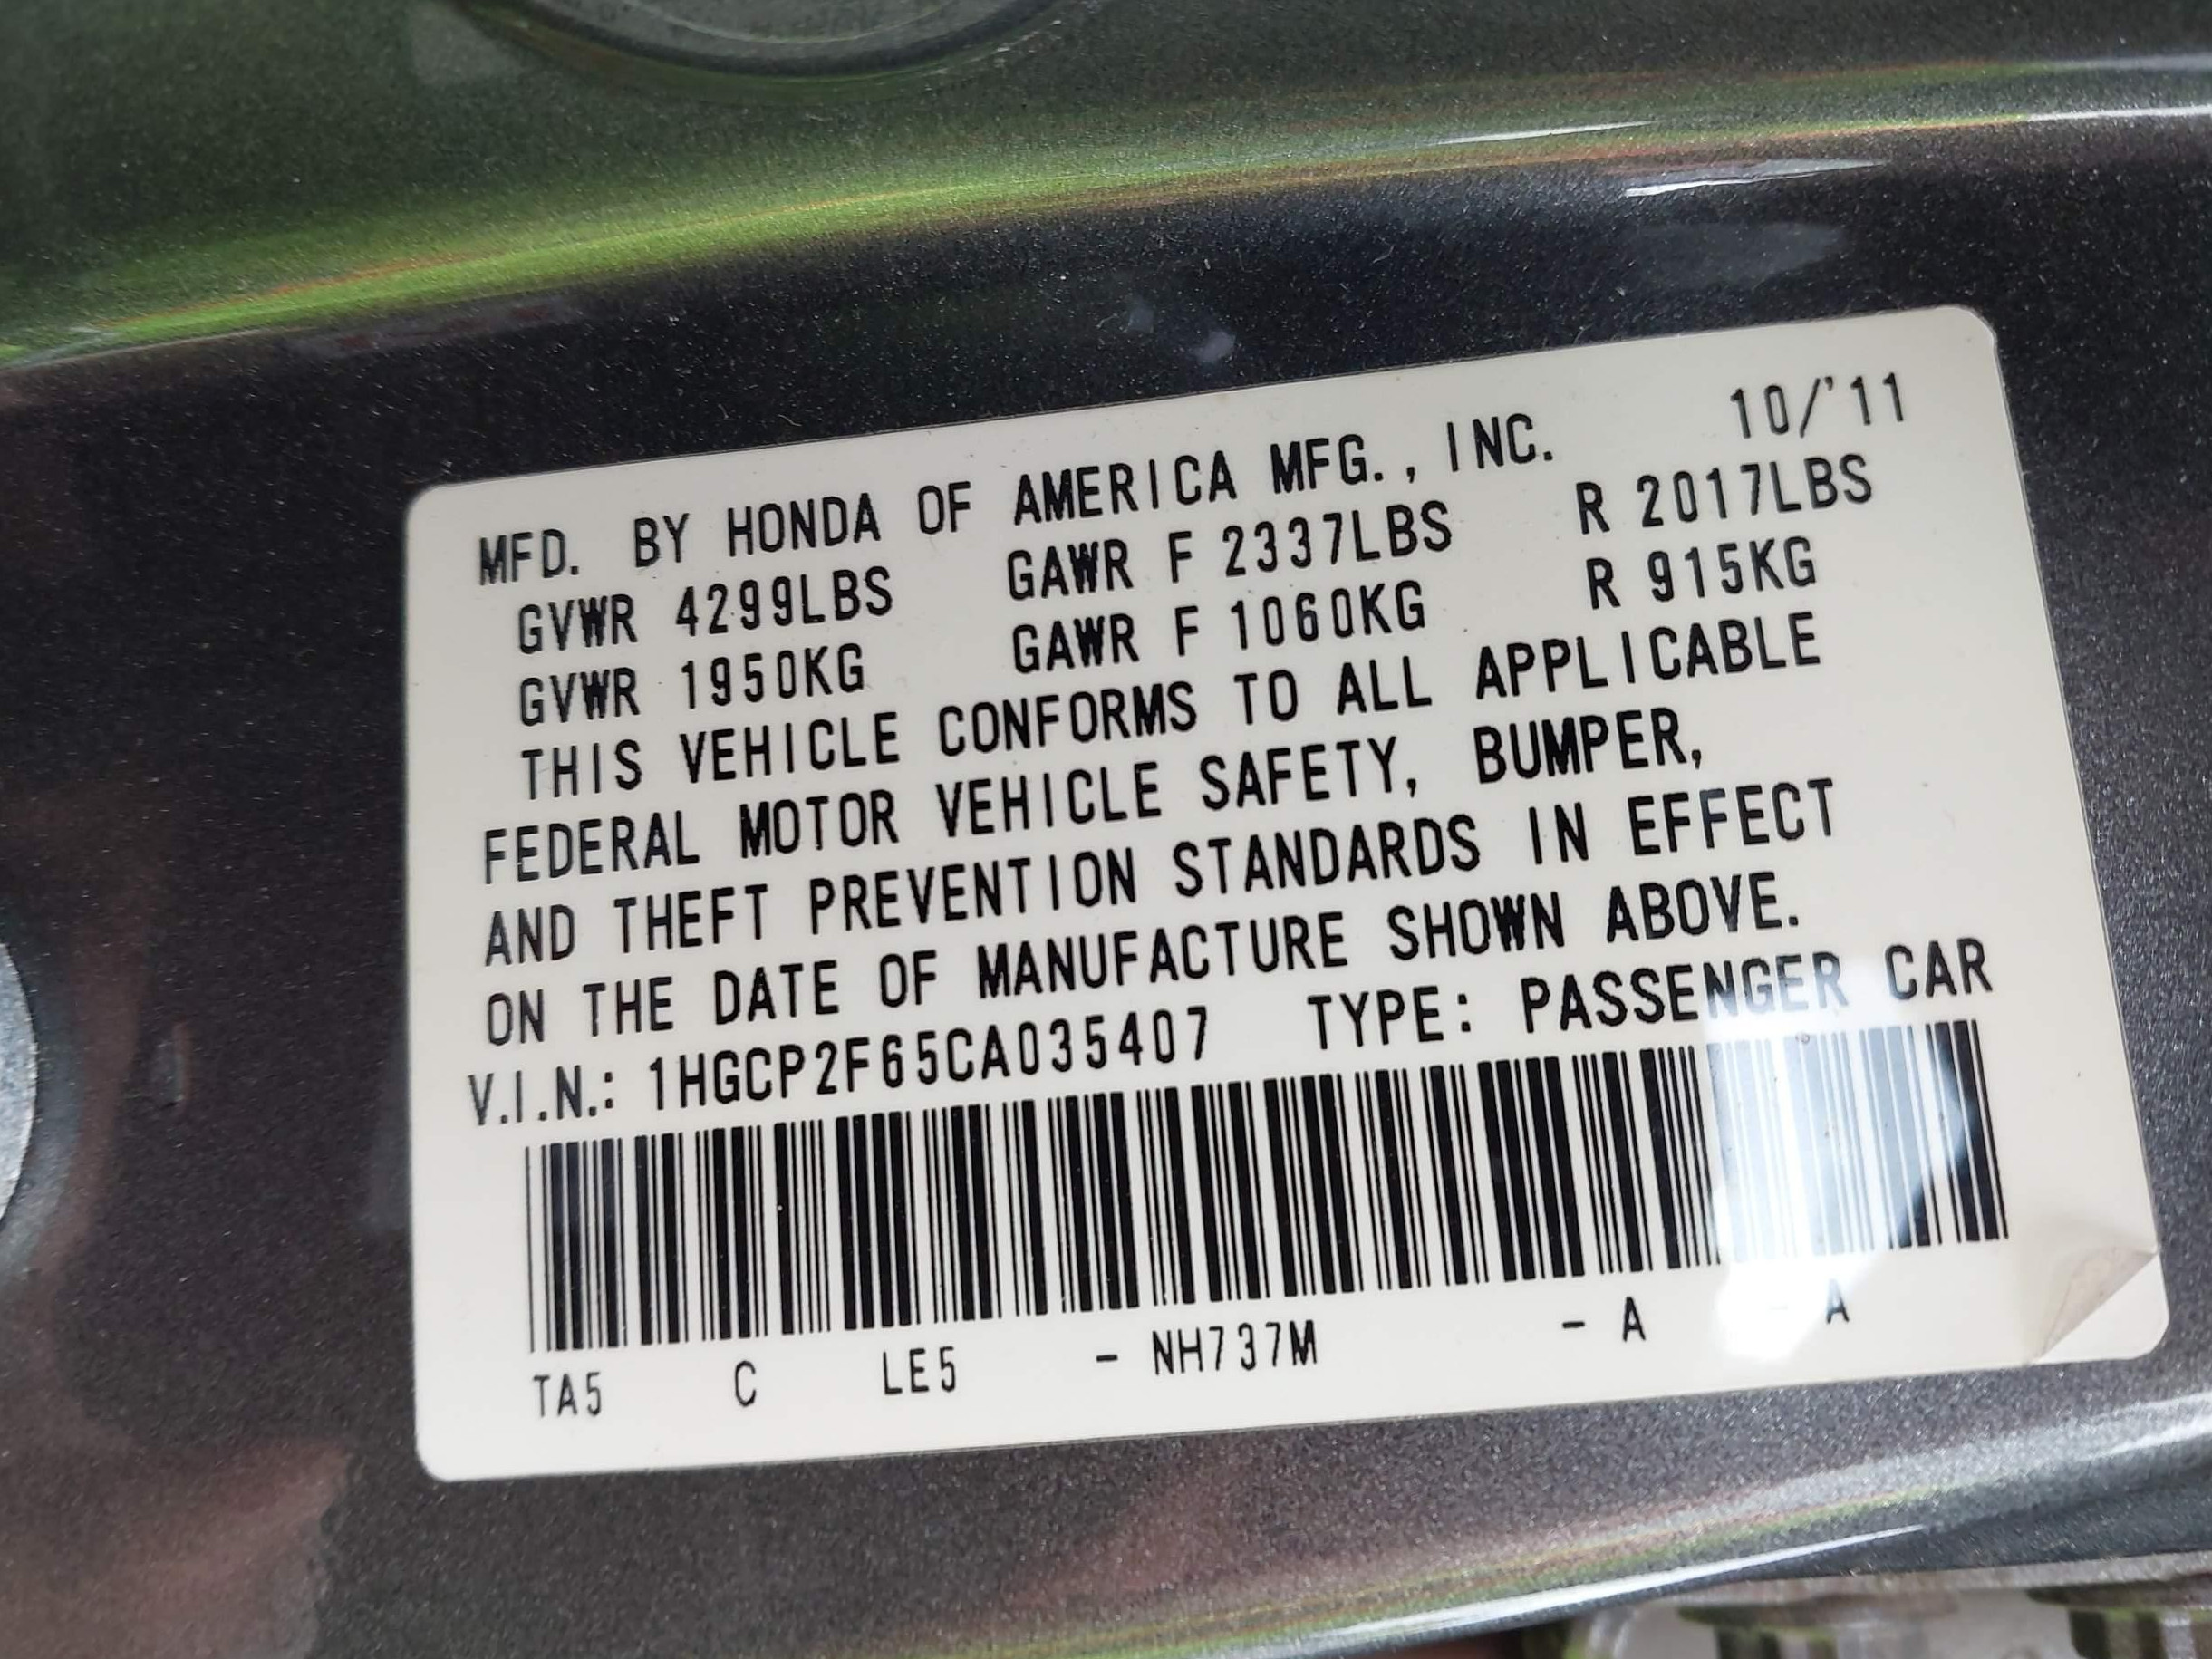 10/'11
MFD. BY HONDA OF AMERICA MFG., INC.
GVWR 4299LBS GAWR F 2337LBS R 2017LBS
GVWR 1950KG GAWR F 1060KG R 915KG
THIS VEHICLE CONFORMS TO ALL APPLICABLE
FEDERAL MOTOR VEHICLE SAFETY, BUMPER,
AND THEFT PREVENTION STANDARDS IN EFFECT
ON THE DATE OF MANUFACTURE SHOWN ABOVE.
V.I.N.: 1HGCP2F65CA035407 TYPE: PASSENGER CAR
TA5 C LE5 - NH737M - A - A